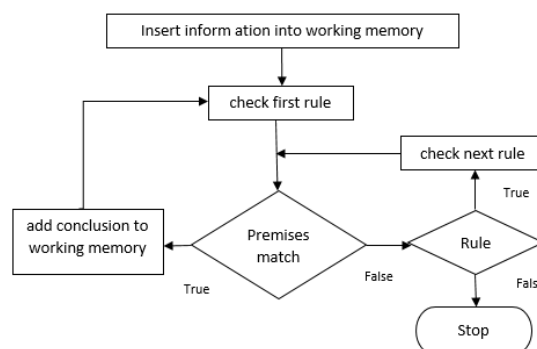 Insert inform ation into working memory
check first rule
check next rule
True
add conclusion to
working memory
Premises
match
Rule
True
False
Fals
Stop